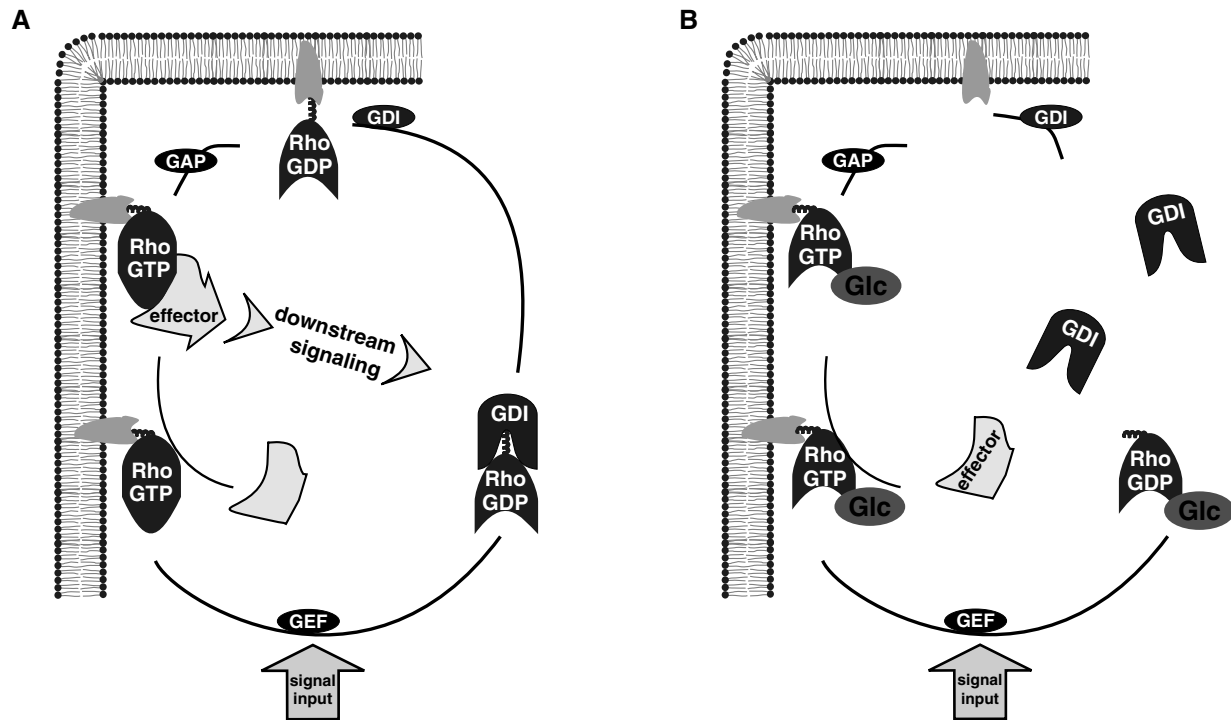 A
GDI
Rho
GDP
GAP
Rho
GTP
effector
downstream
signaling
GDI
Rho
GDP
Rho
GTP
GEF
signal
input
B
GDI
GAP
GDI
Rho
GTP
Glc
GDI
effector
Rho
GTP
Glc
Rho
GDP
Glc
GEF
signal
input